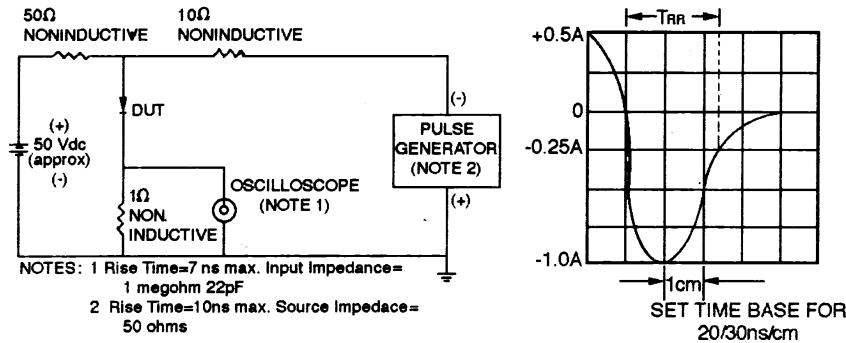 50Ω
NONINDUCTIVE
10Ω
NONINDUCTIVE
DUT
(+)
50 Vdc
(approx)
(-)
1Ω
NON.
INDUCTIVE
OSCILLOSCOPE
(NOTE 1)
(-)
PULSE
GENERATOR
(NOTE 2)
(+)
NOTES: 1 Rise Time=7 ns max. Input Impedance=
1 megohm 22pF
2 Rise Time=10ns max. Source Impedace=
50 ohms
TRR
+0.5A
0
-0.25A
-1.0A
1cm
SET TIME BASE FOR
20/30ns/cm